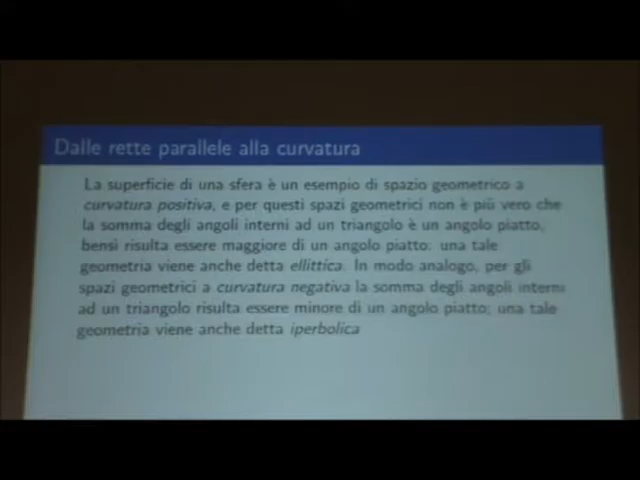 Dalle rette parallele alla curvatura
La superficie di una sfera è un esempio di spazio geometrico a
curvatura positiva, e per questi spazi geometrici non è più vero che
la somma degli angoli interni ad un triangolo è un angolo piatto,
bensì risulta essere maggiore di un angolo piatto: una tale
geometria viene anche detta ellittica. In modo analogo, per gli
spazi geometrici a curvatura negativa la somma degli angoli interni
ad un triangolo risulta essere minore di un angolo piatto; una tale
geometria viene anche detta iperbolica